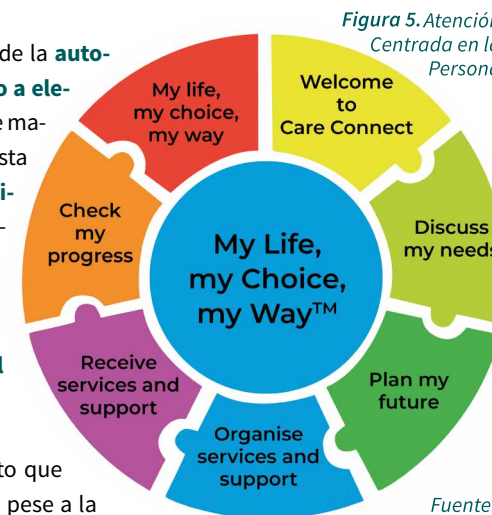 Figura 5. Atención
Centrada en la
Persona
de la auto-
o a ele-
e ma-
sta
i-
-
l
to que
pese a la
My life,
my choice,
my way
Welcome
to
Care Connect
Discuss
my needs
Plan my
future
Organise
services and
support
Receive
services and
support
Check
my
progress
My Life,
my Choice,
my Way™
Fuente